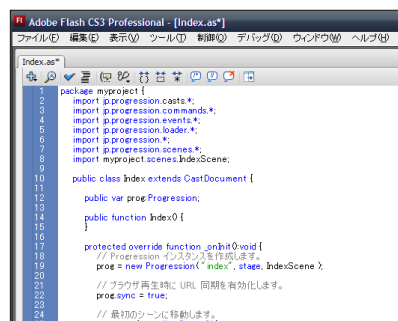 Adobe Flash CS3 Professional - [Index.as*]
ファイル(F) 編集(E) 表示(V) ツール(T) 制御(O) デバッグ(D) ウィンドウ(W) ヘルプ(H)
Index.as*
1 package myproject {
2 import jp.progression.casts.*;
3 import jp.progression.commands.*;
4 import jp.progression.events.*;
5 import jp.progression.loader.*;
6 import jp.progression.*;
7 import jp.progression.scenes.*;
8 import myproject.scenes.IndexScene;
9
10 public class Index extends CastDocument {
11
12 public var prog:Progression;
13
14 public function Index() {
15 }
16
17 protected override function _onInit():void {
18 // Progression インスタンスを作成します。
19 prog = new Progression( "index", stage, IndexScene );
20
21 // ブラウザ再生時に URL 同期を有効化します。
22 prog.sync = true;
23
24 // 最初のシーンに移動します。